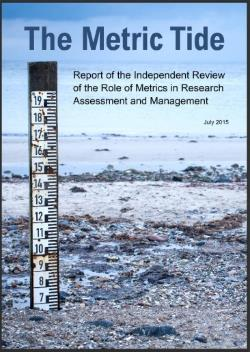 The Metric Tide
Report of the Independent Review
of the Role of Metrics in Research
Assessment and Management
July 2015
19
18
17
16
15
14
13
12
11
10
9
8
7